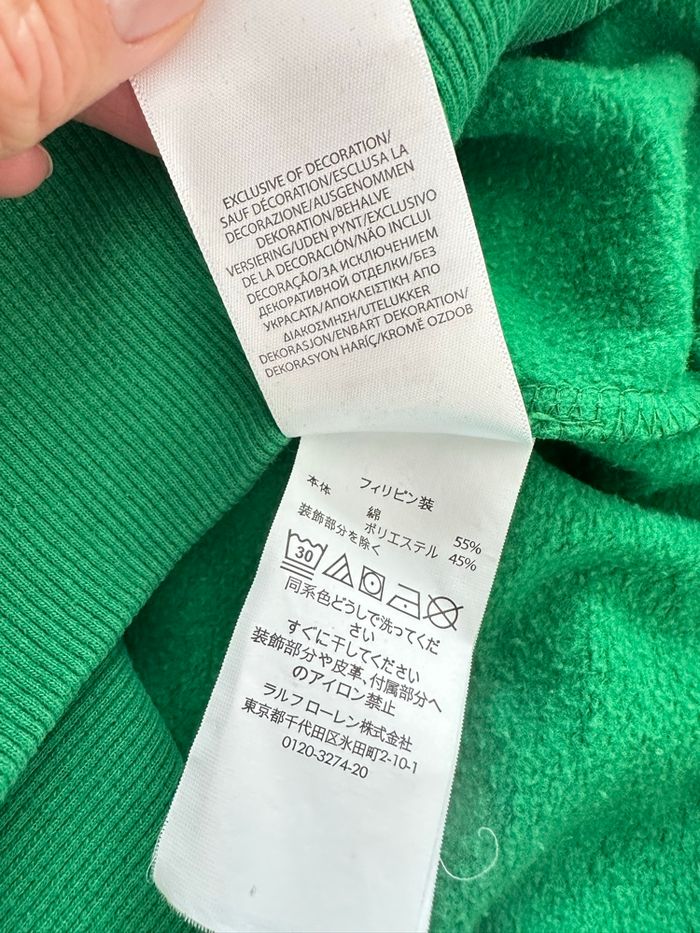 EXCLUSIVE OF DECORATION/
SAUF DÉCORATION/ESCLUSA LA
DECORAZIONE/AUSGENOMMEN
DEKORATION/BEHALVE
VERSIERING/UDEN PYNT/EXCLUSIVO
DE LA DECORACIÓN/NÃO INCLUI
DECORAÇÃO/ЗА ИСКЛЮЧЕНИЕМ
ДЕКОРАТИВНОЙ ОТДЕЛКИ/БЕЗ
УКРАСАТА/ΑΠΟΚΛΕΙΣΤΙΚΗ ΑΠΟ
ΔΙΑΚΟΣΜΗΣΗ/UTELUKKER
DEKORASJON/ENBART DEKORATION/
DEKORASYON HARİÇ/KROMĚ OZDOB
フィリピン装
本体 綿 55%
ポリエステル 45%
装飾部分を除く
30
同系色どうしで洗ってくだ
さい
すぐに干してください
装飾部分や皮革、付属部分へ
のアイロン禁止
ラルフ ローレン株式会社
東京都千代田区氷田町2-10-1
0120-3274-20